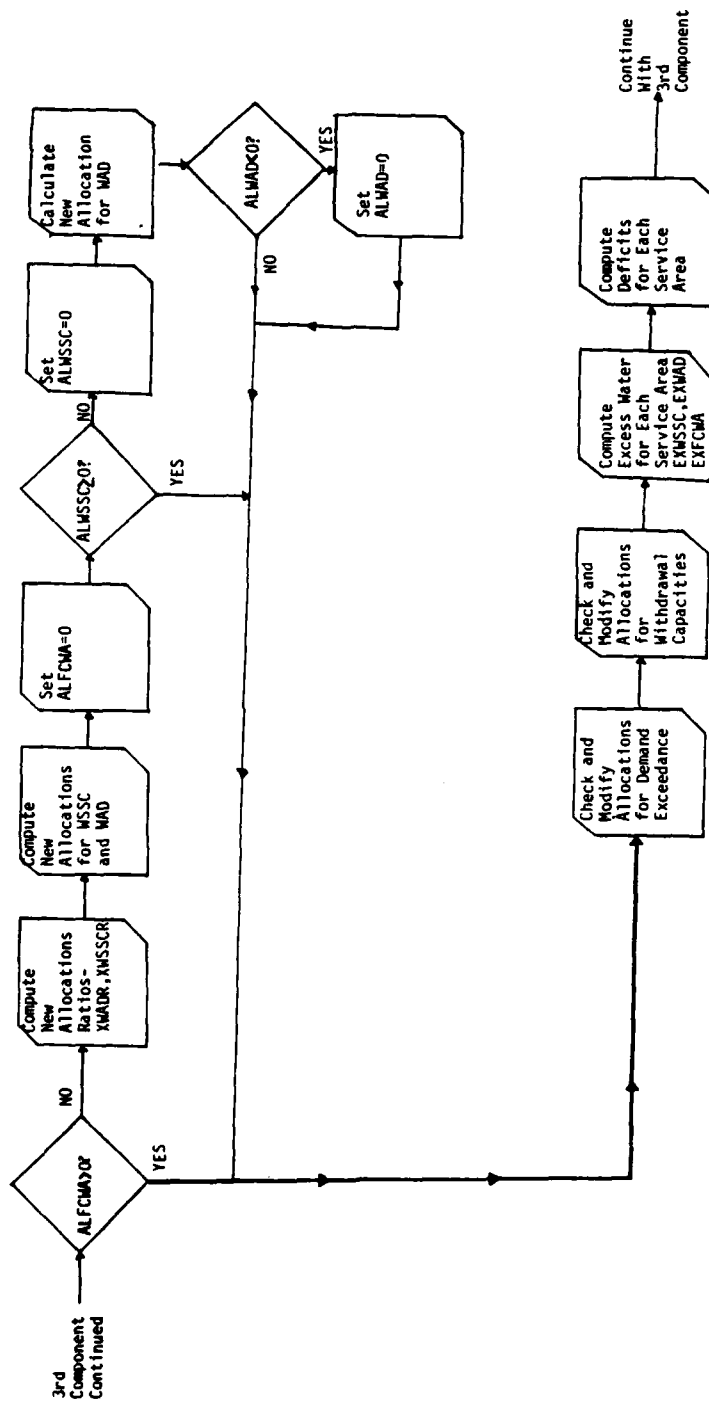 3rd
Component
Continued
ALFCWA>0?
NO
YES
Compute
New
Allocations
Ratios-
XWADR,XWSSCR
Compute
New
Allocations
for WSSC
and WAD
Set
ALFCWA=0
ALWSSC≥0?
NO
YES
Set
ALWSSC=0
Calculate
New
Allocation
for WAD
ALWAD<0?
NO
YES
Set
ALWAD=0
Check and
Modify
Allocations
for Demand
Exceedance
Check and
Modify
Allocations
for
Withdrawal
Capacities
Compute
Excess Water
for Each
Service Area
EXWSSC,EXWAD
EXFCWA
Compute
Deficits
for Each
Service
Area
Continue
With
3rd
Component